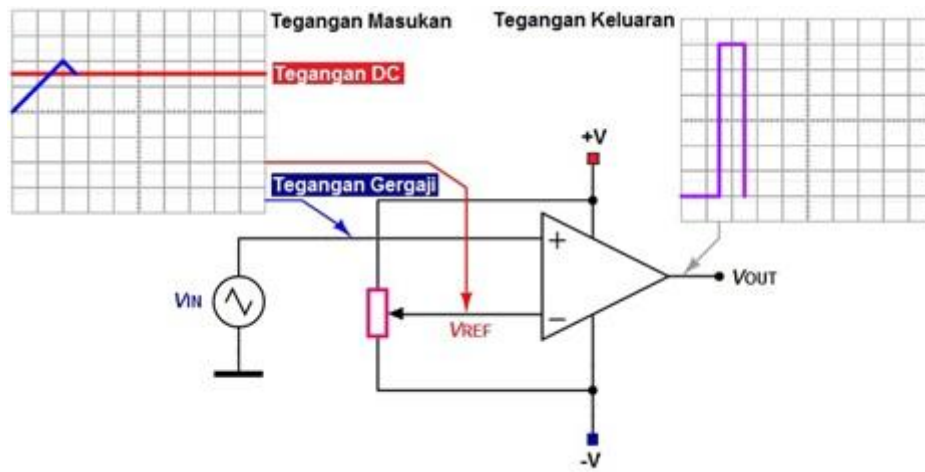 Tegangan Masukan
Tegangan Keluaran
Tegangan DC
+V
Tegangan Gergaji
+
VIN
VOUT
−
VREF
-V